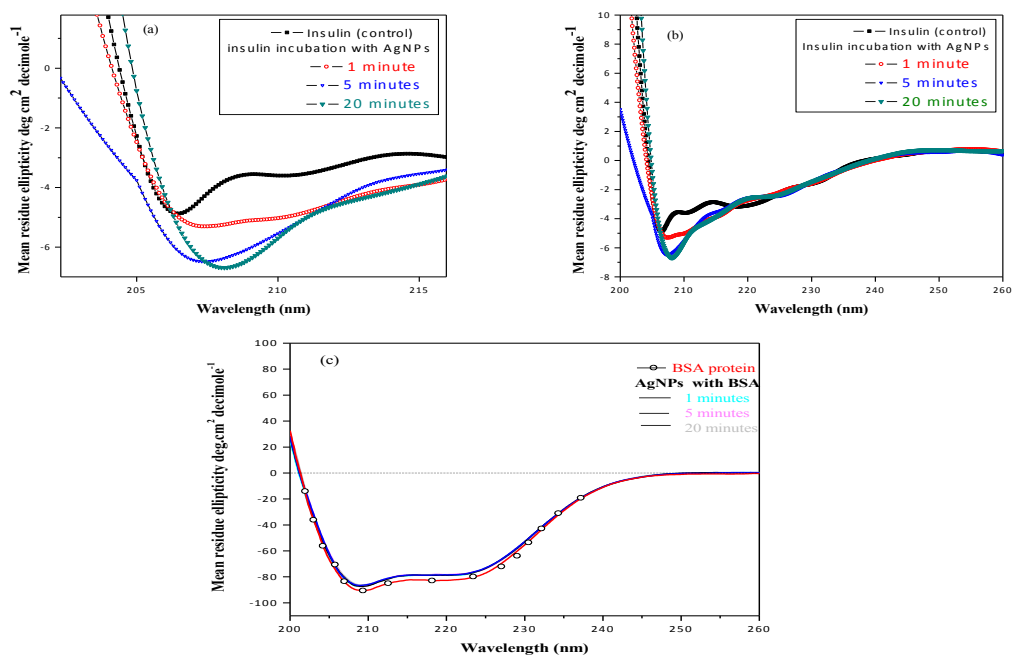 (a)
Insulin (control)
insulin incubation with AgNPs
1 minute
5 minutes
20 minutes
0
-2
-4
-6
205
210
215
Mean residue ellipticity deg cm² decimole⁻¹
Wavelength (nm)
(b)
Insulin (control)
Insulin incubation with AgNPs
1 minute
5 minutes
20 minutes
10
8
6
4
2
0
-2
-4
-6
-8
200
210
220
230
240
250
260
Mean residue ellipticity deg cm² decimole⁻¹
Wavelength (nm)
(c)
BSA protein
AgNPs with BSA
1 minutes
5 minutes
20 minutes
100
80
60
40
20
0
-20
-40
-60
-80
-100
200
210
220
230
240
250
260
Mean residue ellipticity deg.cm² decimole⁻¹
Wavelength (nm)